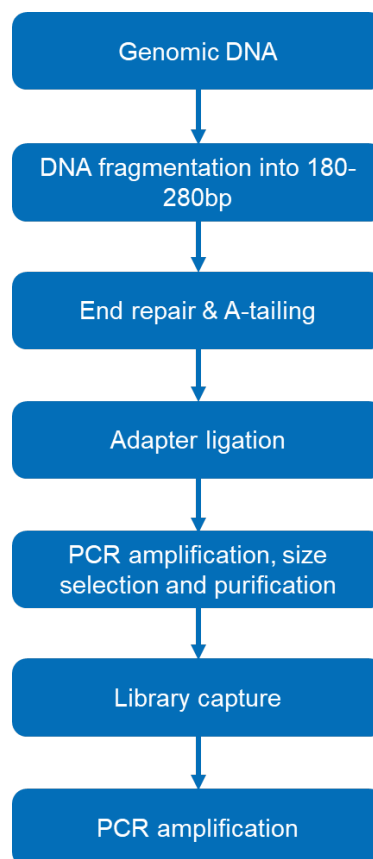 Genomic DNA
DNA fragmentation into 180-
280bp
End repair & A-tailing
Adapter ligation
PCR amplification, size
selection and purification
Library capture
PCR amplification